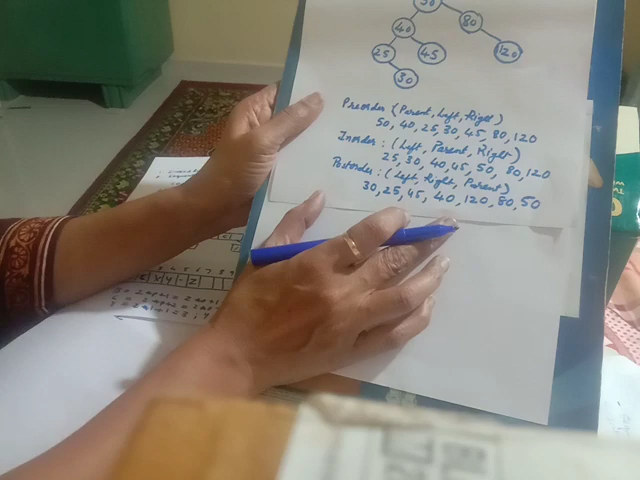 50
80
40
25
45
120
30
Preorder (Parent, Left, Right)
50, 40, 25, 30, 45, 80, 120
Inorder : (Left, Parent, Right)
25, 30, 40, 45, 50, 80, 120
Postorder : (Left, Right, Parent)
30, 25, 45, 40, 120, 80, 50